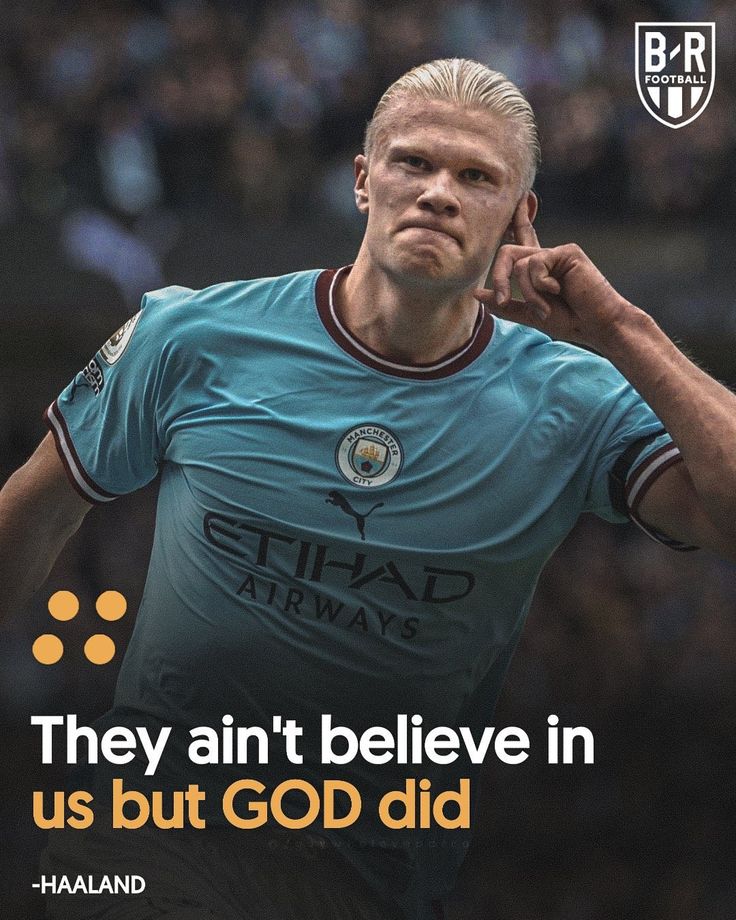 B/R
FOOTBALL
MANCHESTER
CITY
ETIHAD
AIRWAYS
They ain't believe in
us but GOD did
-HAALAND